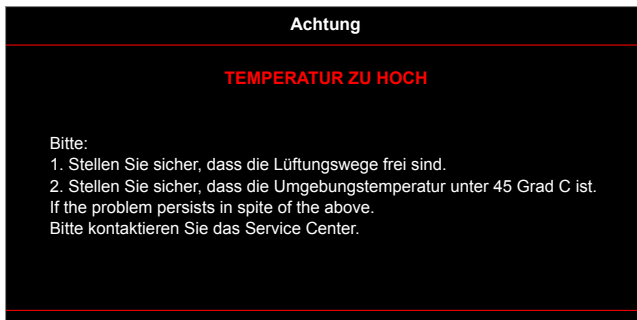 Achtung
TEMPERATUR ZU HOCH
Bitte:
1. Stellen Sie sicher, dass die Lüftungswege frei sind.
2. Stellen Sie sicher, dass die Umgebungstemperatur unter 45 Grad C ist.
If the problem persists in spite of the above.
Bitte kontaktieren Sie das Service Center.